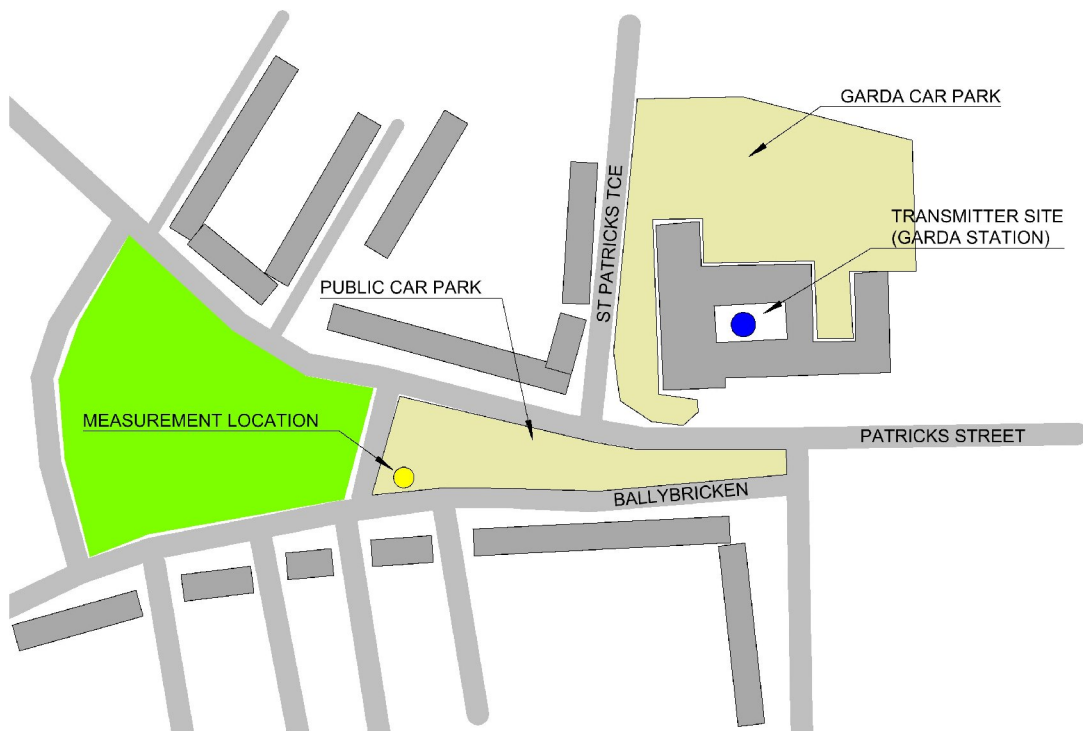 GARDA CAR PARK
ST PATRICKS TCE
TRANSMITTER SITE
(GARDA STATION)
PUBLIC CAR PARK
MEASUREMENT LOCATION
PATRICKS STREET
BALLYBRICKEN